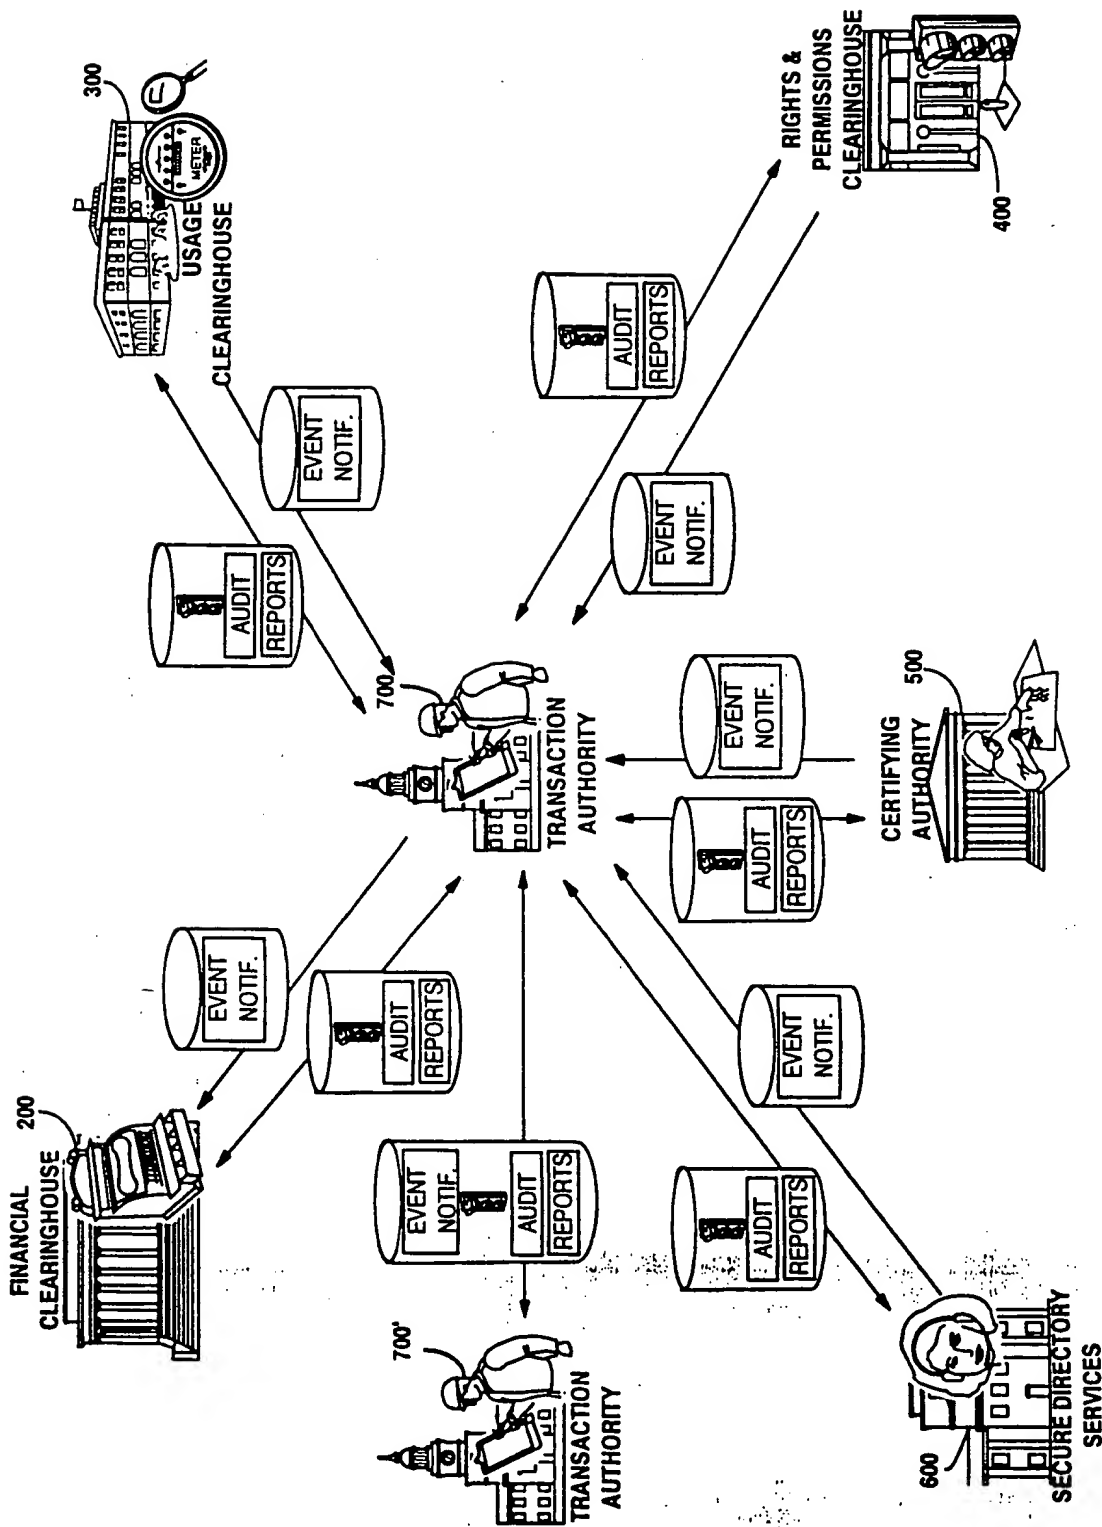 FINANCIAL
CLEARINGHOUSE
200
300
METER
USAGE
CLEARINGHOUSE
EVENT
NOTIF.
AUDIT
REPORTS
AUDIT
REPORTS
EVENT
NOTIF.
700'
TRANSACTION
AUTHORITY
EVENT
NOTIF.
AUDIT
REPORTS
700
TRANSACTION
AUTHORITY
AUDIT
REPORTS
EVENT
NOTIF.
AUDIT
REPORTS
EVENT
NOTIF.
AUDIT
REPORTS
EVENT
NOTIF.
600
SECURE DIRECTORY
SERVICES
CERTIFYING
AUTHORITY
500
RIGHTS &
PERMISSIONS
CLEARINGHOUSE
400